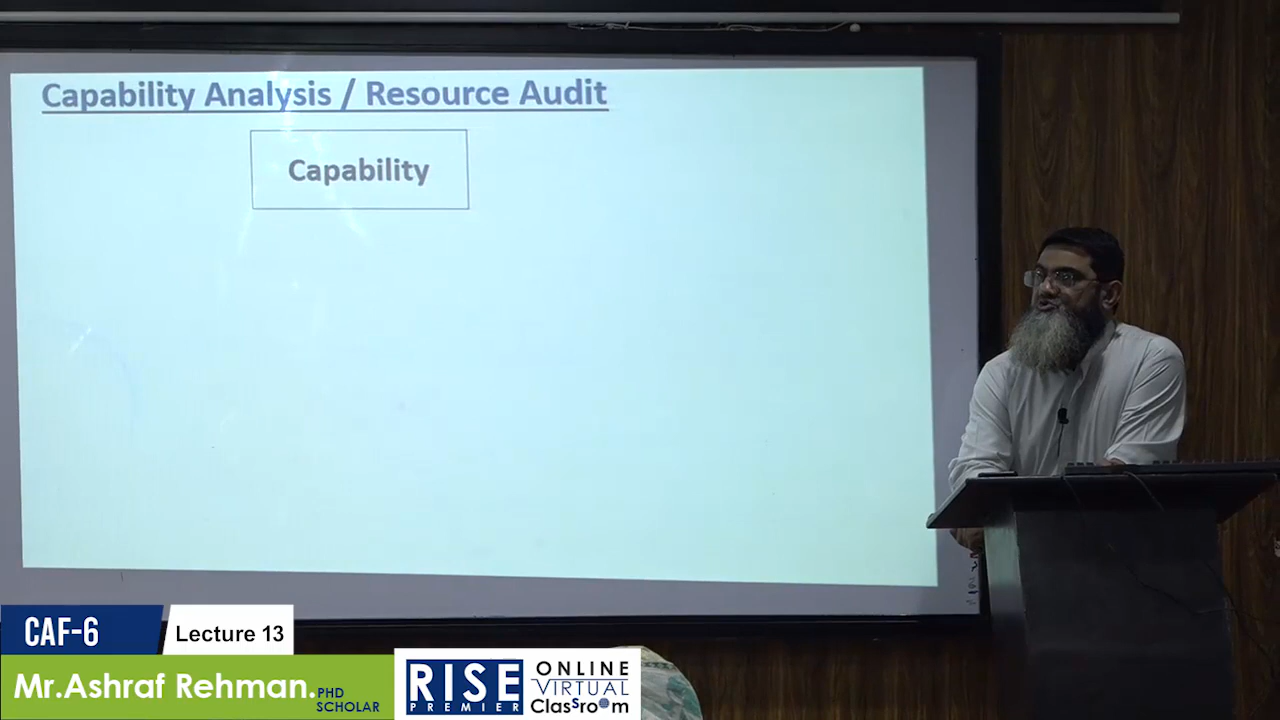 Capability Analysis / Resource Audit
Capability
CAF-6
Lecture 13
Mr.Ashraf Rehman.
PHD
SCHOLAR
RISE
PREMIER
ONLINE
VIRTUAL
Classroom